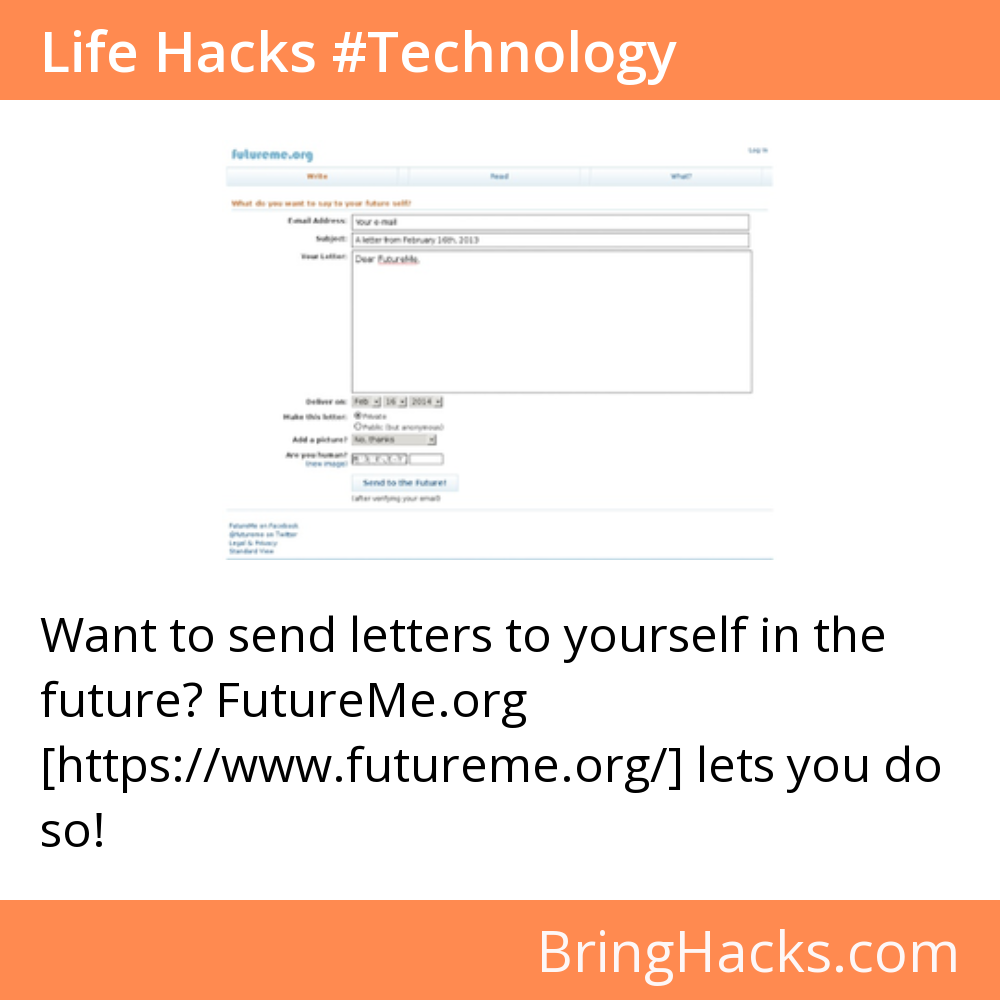 Life Hacks #Technology
futureme.org
Log in
Write
Read
What?
What do you want to say to your future self?
E-mail Address:
Your e-mail
Subject:
A letter from February 16th, 2013
Your Letter:
Dear FutureMe,
Deliver on:
Feb 16 2014
Make this letter:
Private
Public (but anonymous)
Add a picture?
No, thanks
Are you human?
(new image)
Send to the Future!
(after verifying your email)
FutureMe on Facebook
@futureme on Twitter
Legal & Privacy
Standard View
Want to send letters to yourself in the
future? FutureMe.org
[https://www.futureme.org/] lets you do
so!
BringHacks.com